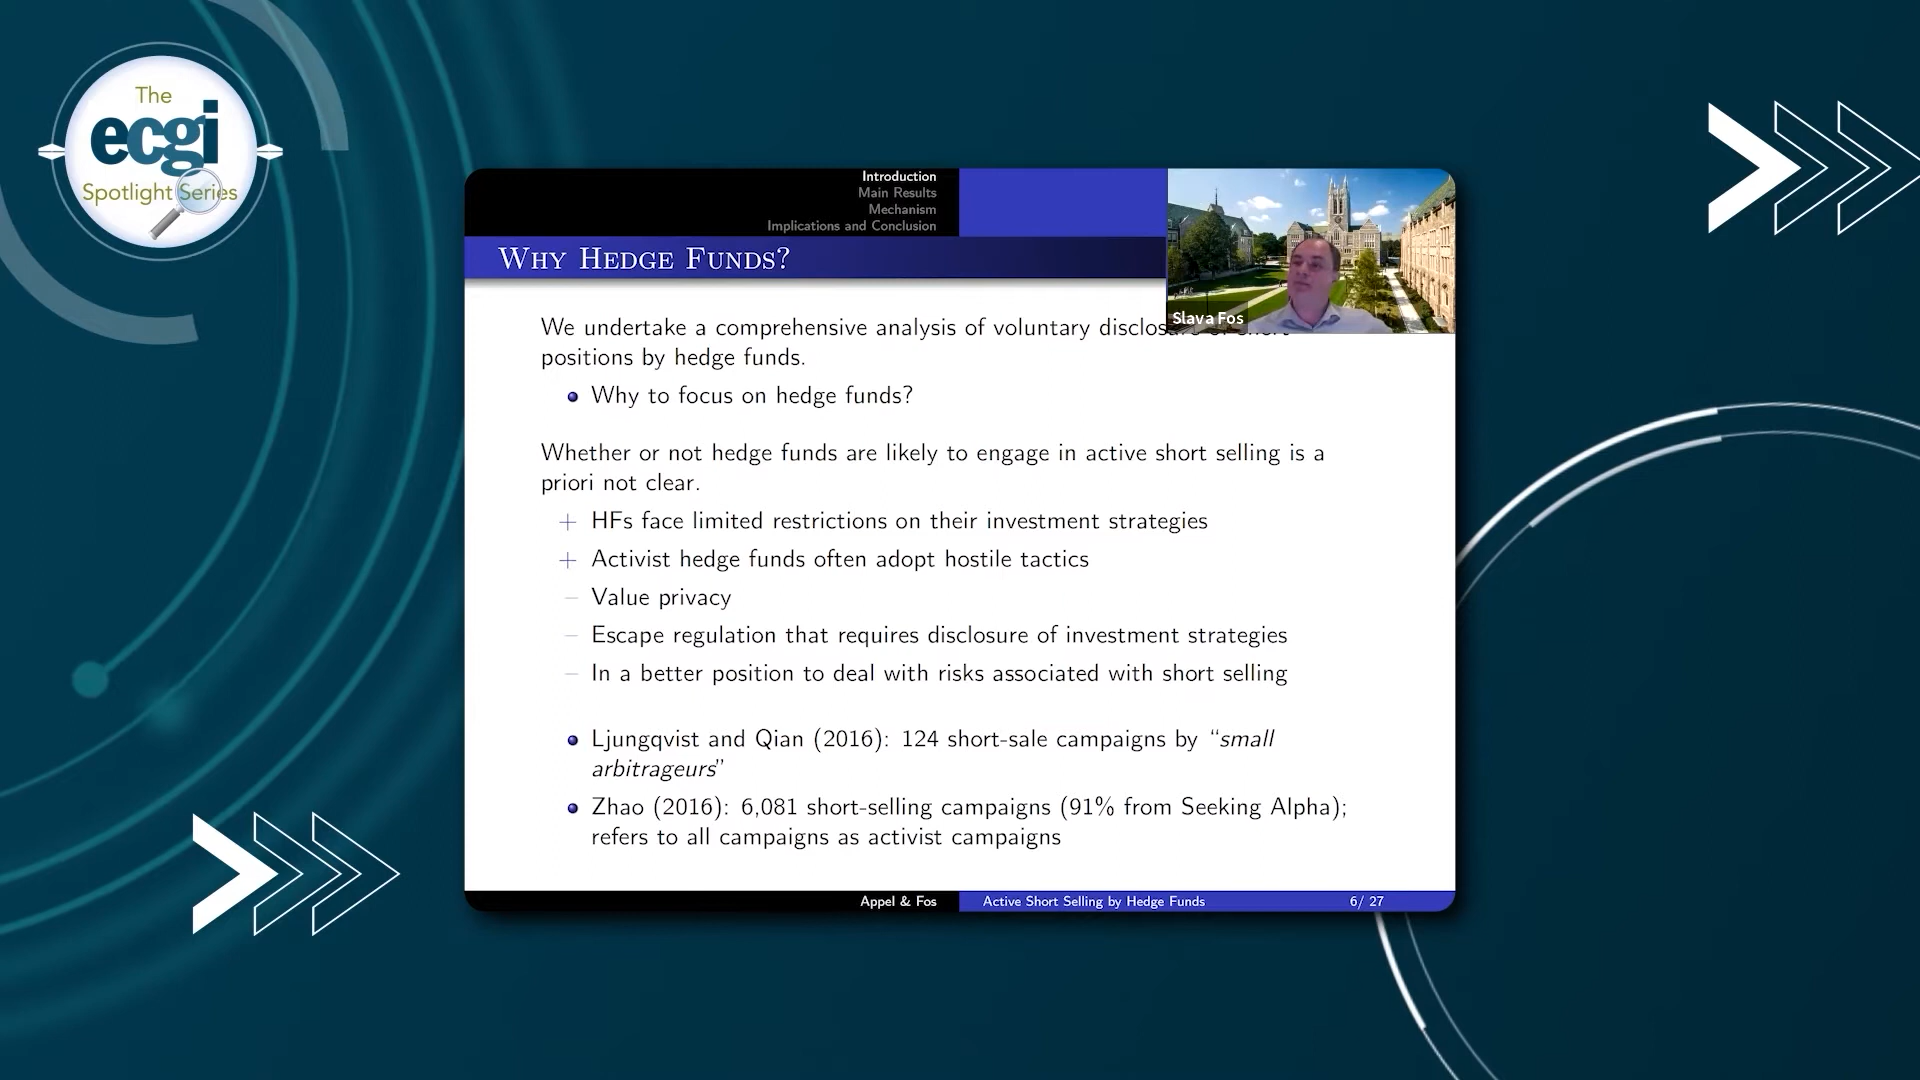 The
ecgi
Spotlight Series
Introduction
Main Results
Mechanism
Implications and Conclusion
Why Hedge Funds?
Slava Fos
We undertake a comprehensive analysis of voluntary disclosure of short
positions by hedge funds.
Why to focus on hedge funds?
Whether or not hedge funds are likely to engage in active short selling is a
priori not clear.
+ HFs face limited restrictions on their investment strategies
+ Activist hedge funds often adopt hostile tactics
– Value privacy
– Escape regulation that requires disclosure of investment strategies
– In a better position to deal with risks associated with short selling
Ljungqvist and Qian (2016): 124 short-sale campaigns by “small
arbitrageurs”
Zhao (2016): 6,081 short-selling campaigns (91% from Seeking Alpha);
refers to all campaigns as activist campaigns
Appel & Fos
Active Short Selling by Hedge Funds
6/ 27